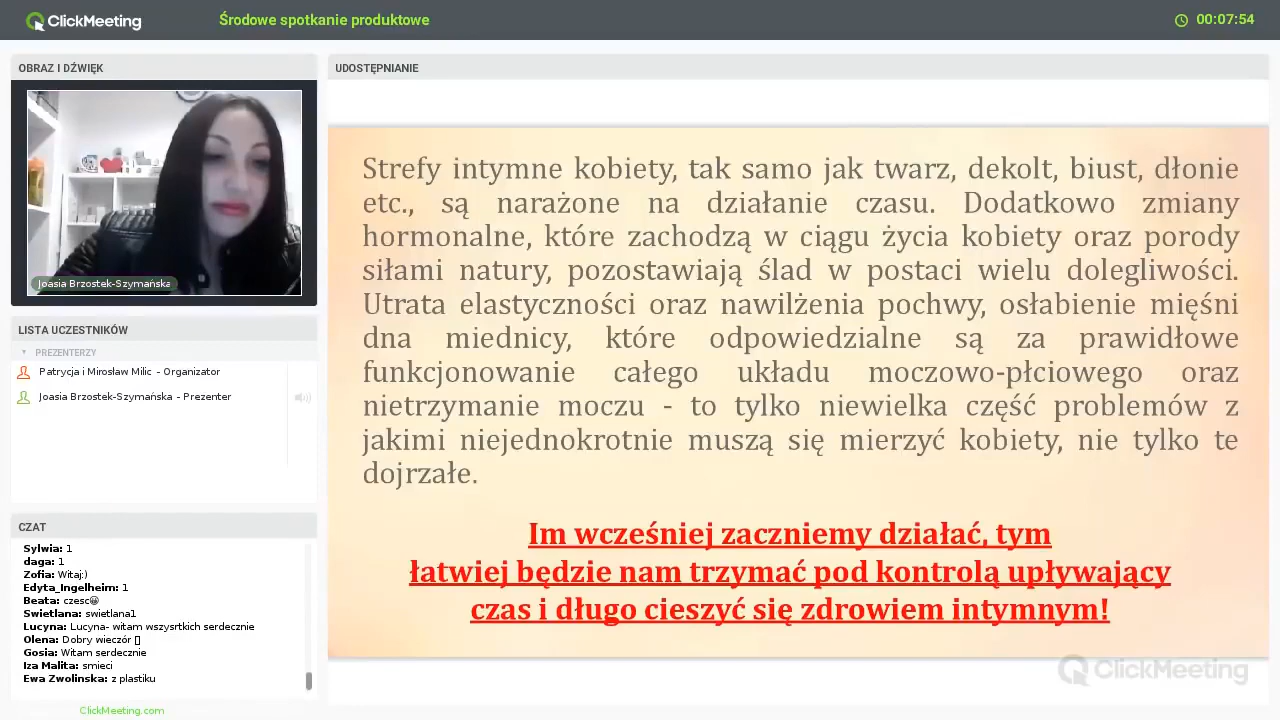 ClickMeeting
Środowe spotkanie produktowe
00:07:54
OBRAZ I DŹWIĘK
Joasia Brzostek-Szymańska
LISTA UCZESTNIKÓW
PREZENTERZY
Patrycja i Mirosław Milic - Organizator
Joasia Brzostek-Szymańska - Prezenter
CZAT
Sylwia: 1
daga: 1
Zofia: Witaj:)
Edyta_Ingelheim: 1
Beata: czesc😀
Swietlana: swietlana1
Lucyna: Lucyna- witam wszysrtkich serdecznie
Olena: Dobry wieczór []
Gosia: Witam serdecznie
Iza Malita: smieci
Ewa Zwolinska: z plastiku
ClickMeeting.com
UDOSTĘPNIANIE
Strefy intymne kobiety, tak samo jak twarz, dekolt, biust, dłonie
etc., są narażone na działanie czasu. Dodatkowo zmiany
hormonalne, które zachodzą w ciągu życia kobiety oraz porody
siłami natury, pozostawiają ślad w postaci wielu dolegliwości.
Utrata elastyczności oraz nawilżenia pochwy, osłabienie mięśni
dna miednicy, które odpowiedzialne są za prawidłowe
funkcjonowanie całego układu moczowo-płciowego oraz
nietrzymanie moczu - to tylko niewielka część problemów z
jakimi niejednokrotnie muszą się mierzyć kobiety, nie tylko te
dojrzałe.
Im wcześniej zaczniemy działać, tym
łatwiej będzie nam trzymać pod kontrolą upływający
czas i długo cieszyć się zdrowiem intymnym!
ClickMeeting